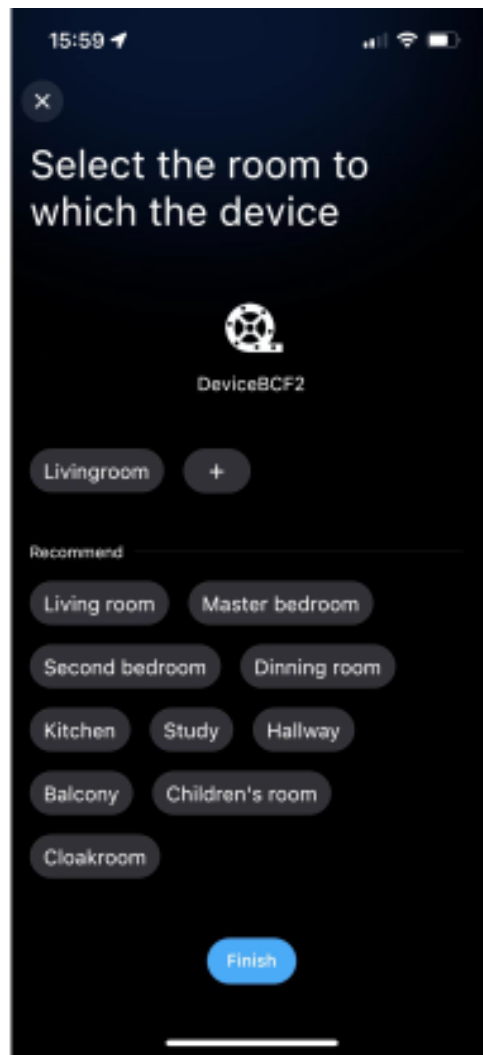 15:59
Select the room to
which the device
DeviceBCF2
Livingroom +
Recommend
Living room Master bedroom
Second bedroom Dinning room
Kitchen Study Hallway
Balcony Children's room
Cloakroom
Finish